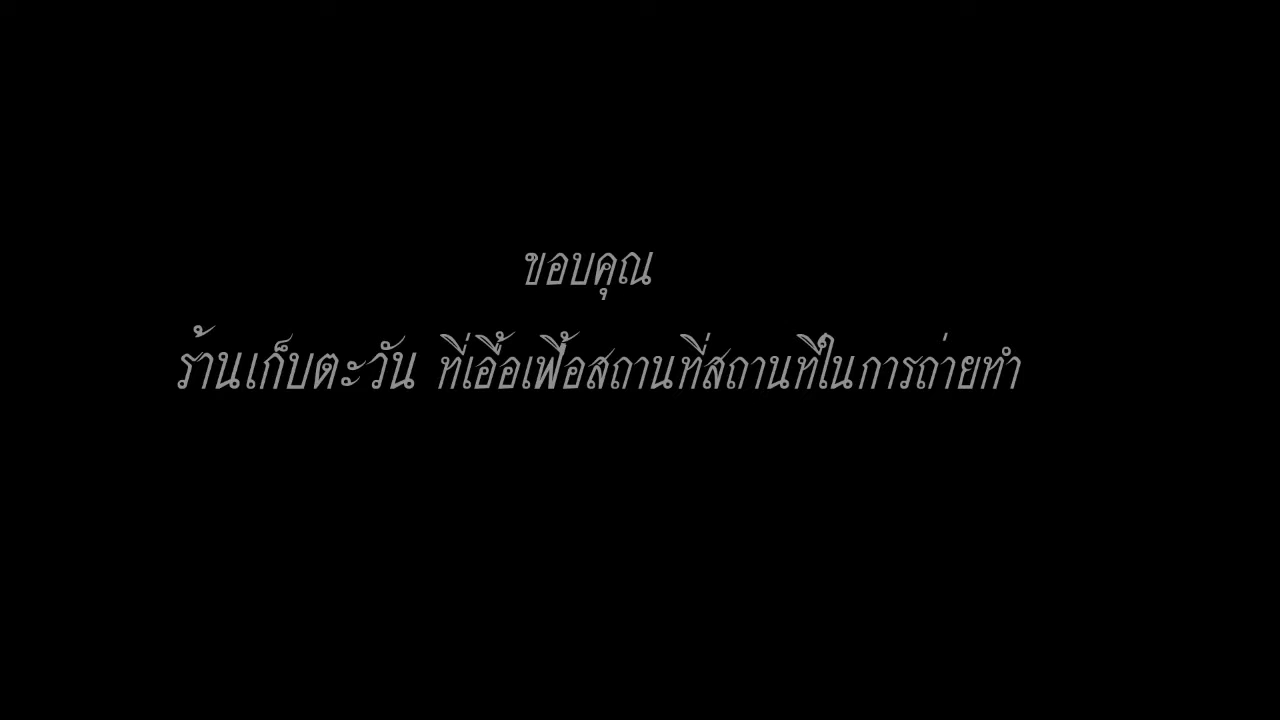 ขอบคุณ
ร้านเก็บตะวัน ที่เอื้อเฟื้อสถานที่สถานที่ในการถ่ายทำ